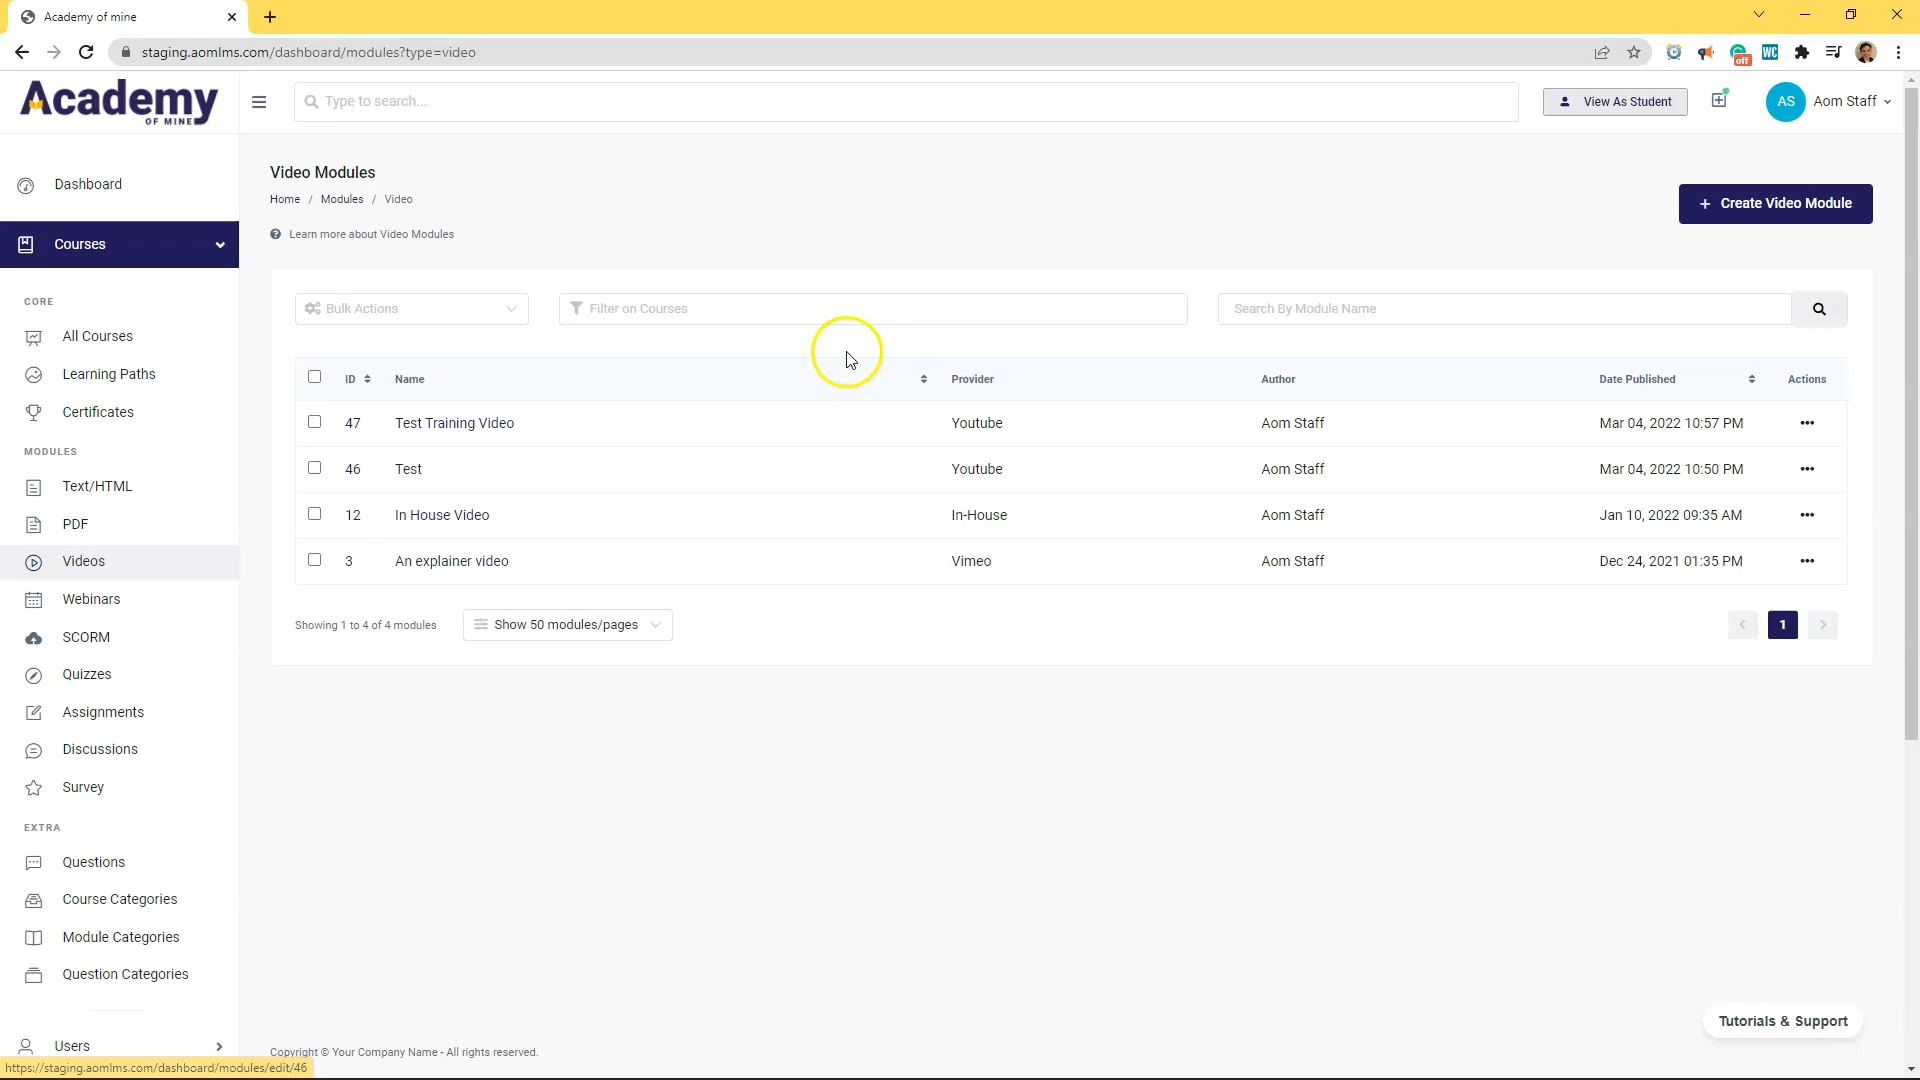 Academy of mine
staging.aomlms.com/dashboard/modules?type=video
off
WC
Academy
OF MINE
Type to search...
View As Student
AS
Aom Staff
Dashboard
Courses
CORE
All Courses
Learning Paths
Certificates
MODULES
Text/HTML
PDF
Videos
Webinars
SCORM
Quizzes
Assignments
Discussions
Survey
EXTRA
Questions
Course Categories
Module Categories
Question Categories
Users
https://staging.aomlms.com/dashboard/modules/edit/46
Video Modules
Home / Modules / Video
Learn more about Video Modules
+ Create Video Module
Bulk Actions
Filter on Courses
Search By Module Name
ID Name Provider Author Date Published Actions
47 Test Training Video Youtube Aom Staff Mar 04, 2022 10:57 PM
46 Test Youtube Aom Staff Mar 04, 2022 10:50 PM
12 In House Video In-House Aom Staff Jan 10, 2022 09:35 AM
3 An explainer video Vimeo Aom Staff Dec 24, 2021 01:35 PM
Showing 1 to 4 of 4 modules
Show 50 modules/pages
1
Tutorials & Support
Copyright © Your Company Name - All rights reserved.